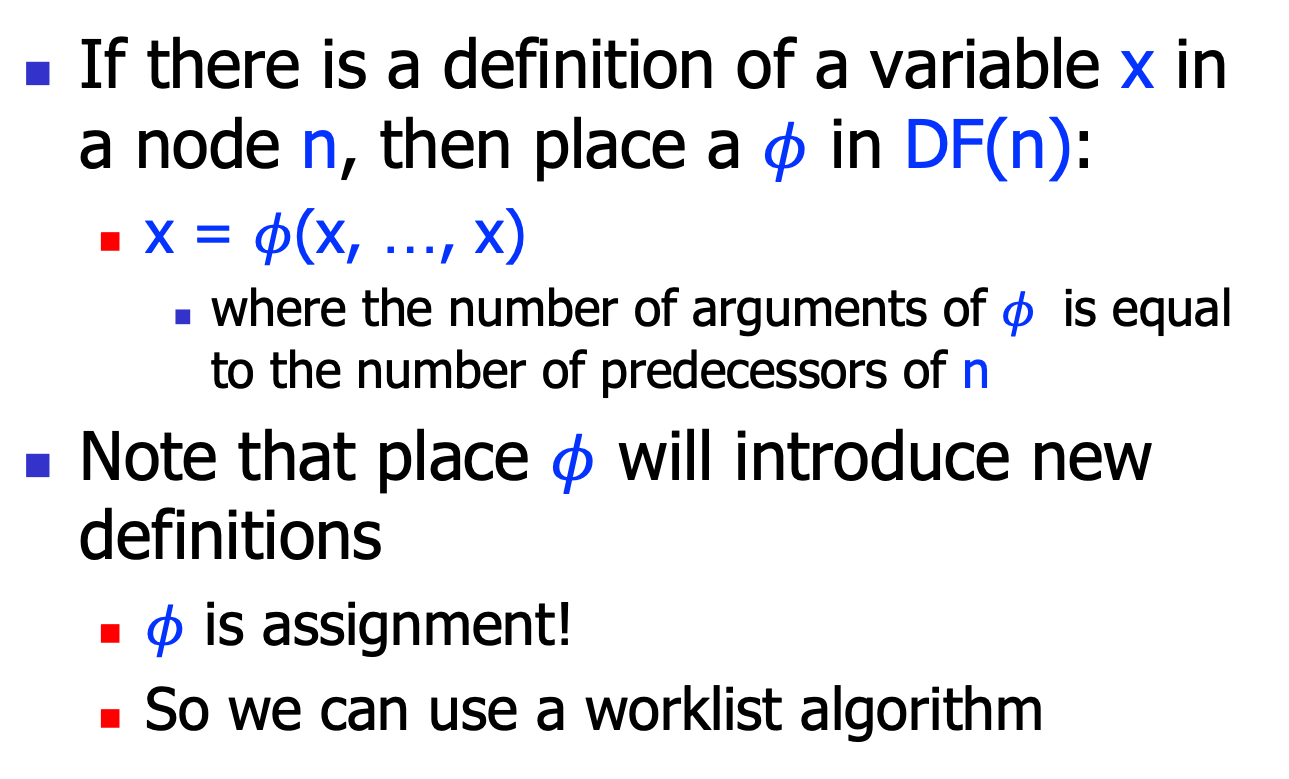 If there is a definition of a variable x in
a node n, then place a ϕ in DF(n):
x = ϕ(x, …, x)
where the number of arguments of ϕ is equal
to the number of predecessors of n
Note that place ϕ will introduce new
definitions
ϕ is assignment!
So we can use a worklist algorithm